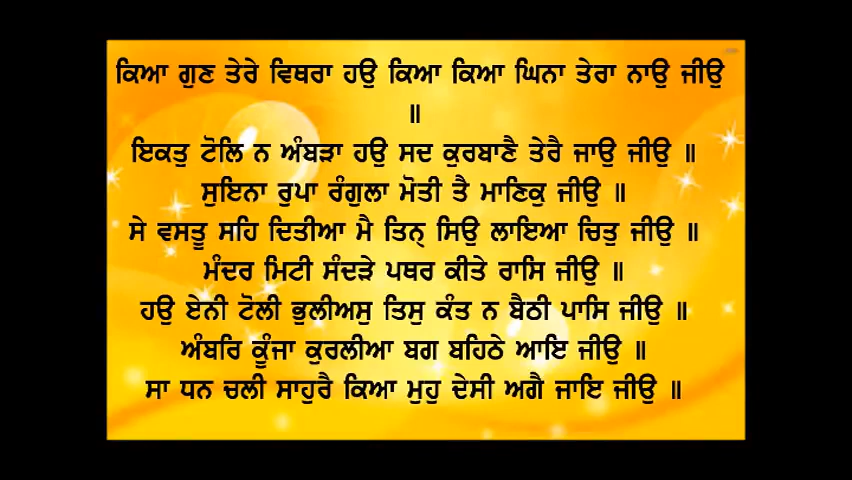 ਕਿਆ ਗੁਣ ਤੇਰੇ ਵਿਥਰਾ ਹਉ ਕਿਆ ਕਿਆ ਘਿਨਾ ਤੇਰਾ ਨਾਉ ਜੀਉ
॥
ਇਕਤੁ ਟੋਲਿ ਨ ਅੰਬੜਾ ਹਉ ਸਦ ਕੁਰਬਾਣੈ ਤੇਰੈ ਜਾਉ ਜੀਉ ॥
ਸੁਇਨਾ ਰੁਪਾ ਰੰਗੁਲਾ ਮੋਤੀ ਤੈ ਮਾਣਿਕੁ ਜੀਉ ॥
ਸੇ ਵਸਤੂ ਸਹਿ ਦਿਤੀਆ ਮੈ ਤਿਨ੍ ਸਿਉ ਲਾਇਆ ਚਿਤੁ ਜੀਉ ॥
ਮੰਦਰ ਮਿਟੀ ਸੰਦੜੇ ਪਥਰ ਕੀਤੇ ਰਾਸਿ ਜੀਉ ॥
ਹਉ ਏਨੀ ਟੋਲੀ ਭੁਲੀਅਸੁ ਤਿਸੁ ਕੰਤ ਨ ਬੈਠੀ ਪਾਸਿ ਜੀਉ ॥
ਅੰਬਰਿ ਕੂੰਜਾ ਕੁਰਲੀਆ ਬਗ ਬਹਿਠੇ ਆਇ ਜੀਉ ॥
ਸਾ ਧਨ ਚਲੀ ਸਾਹੁਰੈ ਕਿਆ ਮੁਹੁ ਦੇਸੀ ਅਗੈ ਜਾਇ ਜੀਉ ॥